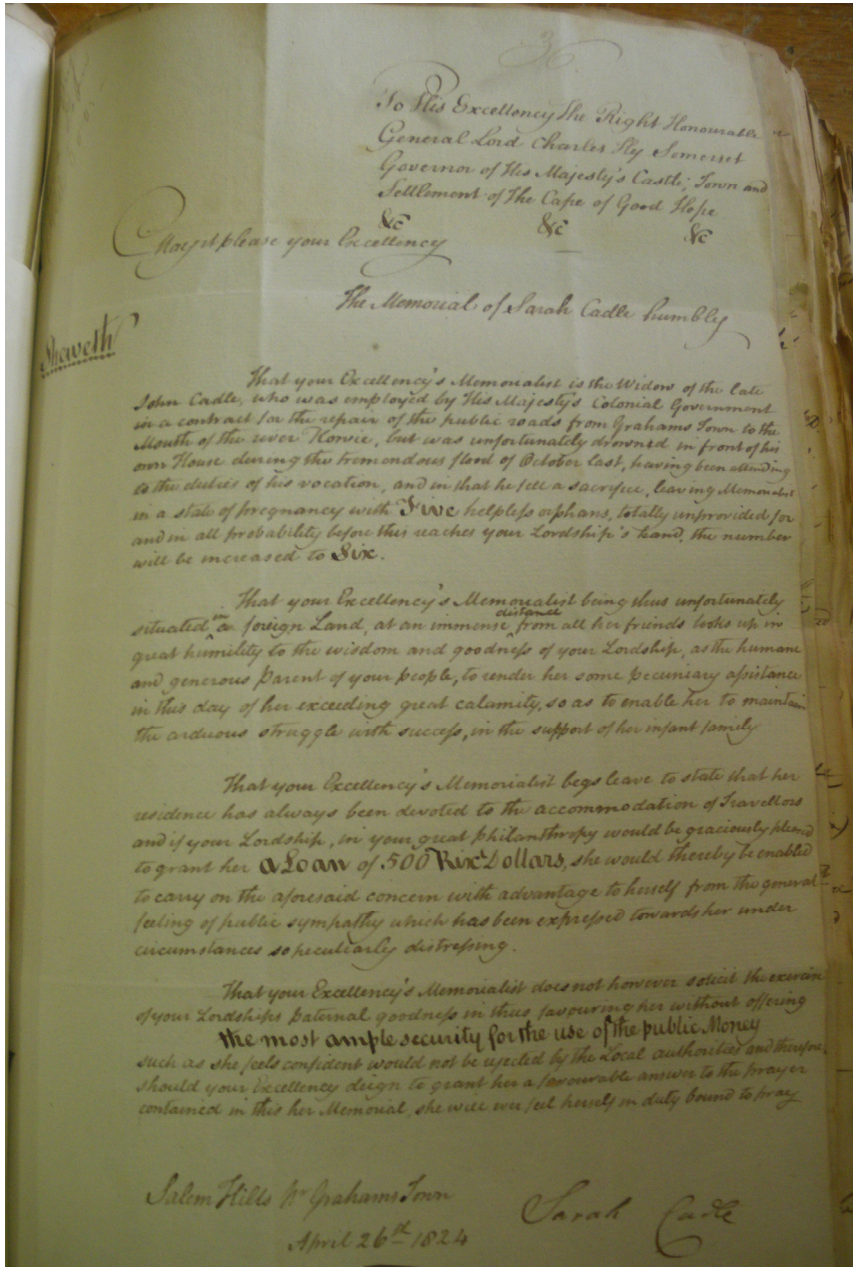 To His Excellency The Right Honourable
General Lord Charles Hy Somerset
Governor of His Majesty's Castle, Town and
Settlement of The Cape of Good Hope
&c &c &c
May it please your Excellency
The Memorial of Sarah Cadle humbly
Sheweth
That your Excellency's Memorialist is the Widow of the late
John Cadle, who was employed by His Majesty's Colonial Government
in a contract for the repair of the public roads from Grahams Town to the
Mouth of the river Kowie, but was unfortunately drowned in front of his
own House during the tremendous flood of October last, having been attending
to the duties of his vocation, and in that he fell a sacrifice, leaving Memorialist
in a state of pregnancy with Five helpless orphans, totally unprovided for
and in all probability before this reaches your Lordship's hand, the number
will be increased to Six.
That your Excellency's Memorialist being thus unfortunately
situated in a foreign Land, at an immense distance from all her friends looks up in
great humility to the wisdom and goodness of your Lordship, as the humane
and generous parent of your people, to render her some pecuniary assistance
in this day of her exceeding great calamity, so as to enable her to maintain
the arduous struggle with success, in the support of her infant family
That your Excellency's Memorialist begs leave to state that her
residence has always been devoted to the accommodation of Travellors
and if your Lordship, in your great philanthropy would be graciously pleased
to grant her a Loan of 500 Rix Dollars, she would thereby be enabled
to carry on the aforesaid concern with advantage to herself from the general
feeling of public sympathy which has been expressed towards her under
circumstances so peculiarly distressing.
That your Excellency's Memorialist does not however solicit the exercise
of your Lordships paternal goodness in thus favouring her without offering
the most ample security for the use of the public Money
such as she feels confident would not be rejected by the Local authorities and therefore
should your Excellency deign to grant her a favourable answer to the prayer
contained in this her Memorial, she will ever feel herself in duty bound to pray
Salem Hills Nr Grahams Town
April 26th 1824
Sarah Cadle